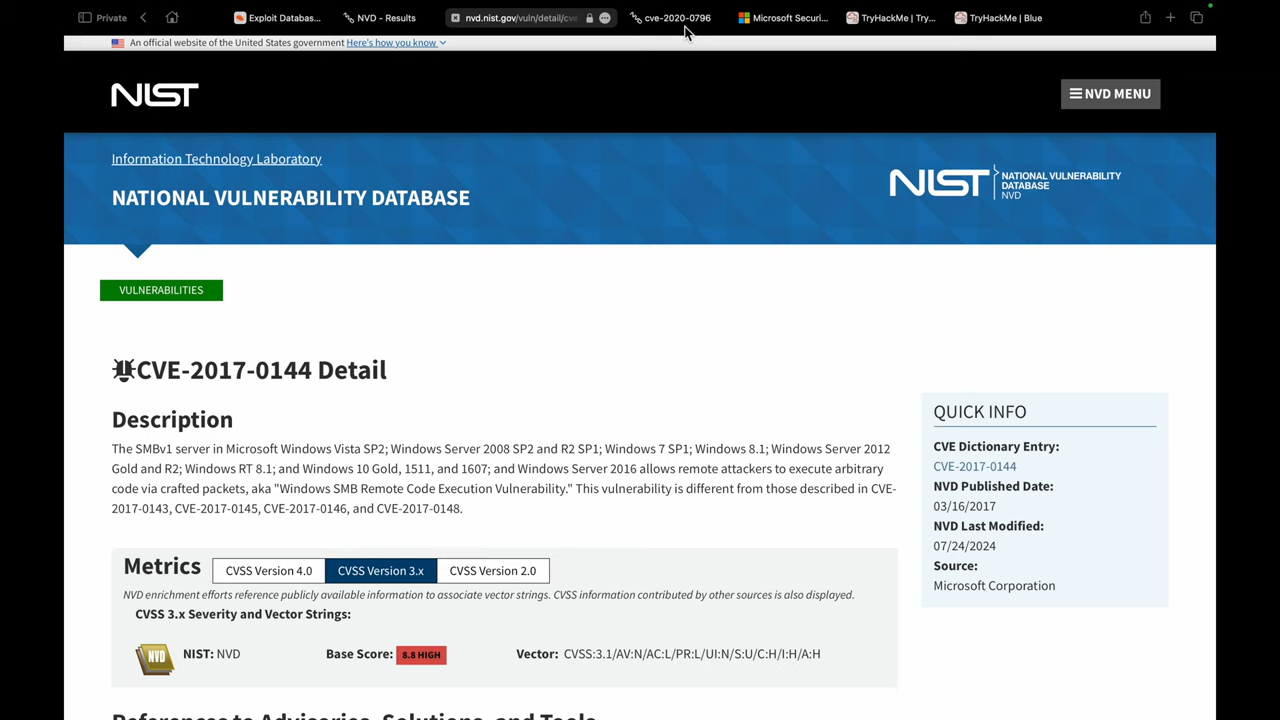 Private
Exploit Databas...
NVD - Results
nvd.nist.gov/vuln/detail/cve
cve-2020-0796
Microsoft Securi...
TryHackMe | Try...
TryHackMe | Blue
An official website of the United States government Here's how you know
NIST
NVD MENU
Information Technology Laboratory
NATIONAL VULNERABILITY DATABASE
NIST
NATIONAL VULNERABILITY
DATABASE
NVD
VULNERABILITIES
CVE-2017-0144 Detail
Description
The SMBv1 server in Microsoft Windows Vista SP2; Windows Server 2008 SP2 and R2 SP1; Windows 7 SP1; Windows 8.1; Windows Server 2012
Gold and R2; Windows RT 8.1; and Windows 10 Gold, 1511, and 1607; and Windows Server 2016 allows remote attackers to execute arbitrary
code via crafted packets, aka "Windows SMB Remote Code Execution Vulnerability." This vulnerability is different from those described in CVE-
2017-0143, CVE-2017-0145, CVE-2017-0146, and CVE-2017-0148.
QUICK INFO
CVE Dictionary Entry:
CVE-2017-0144
NVD Published Date:
03/16/2017
NVD Last Modified:
07/24/2024
Source:
Microsoft Corporation
Metrics
CVSS Version 4.0
CVSS Version 3.x
CVSS Version 2.0
NVD enrichment efforts reference publicly available information to associate vector strings. CVSS information contributed by other sources is also displayed.
CVSS 3.x Severity and Vector Strings:
NVD
NIST: NVD
Base Score: 8.8 HIGH
Vector: CVSS:3.1/AV:N/AC:L/PR:L/UI:N/S:U/C:H/I:H/A:H
References to Advisories, Solutions, and Tools